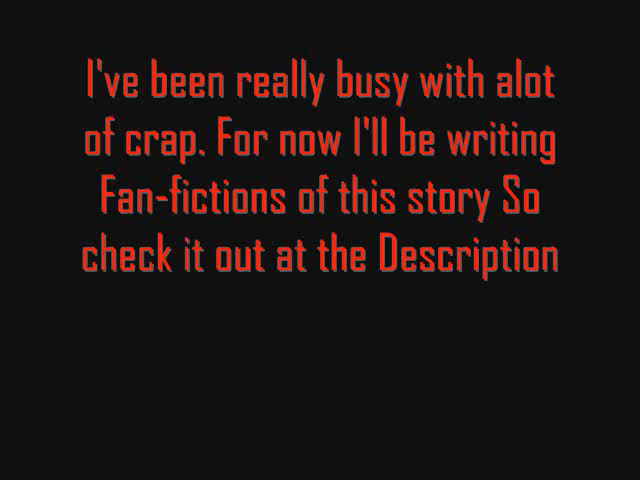 I've been really busy with alot
of crap. For now I'll be writing
Fan-fictions of this story So
check it out at the Description